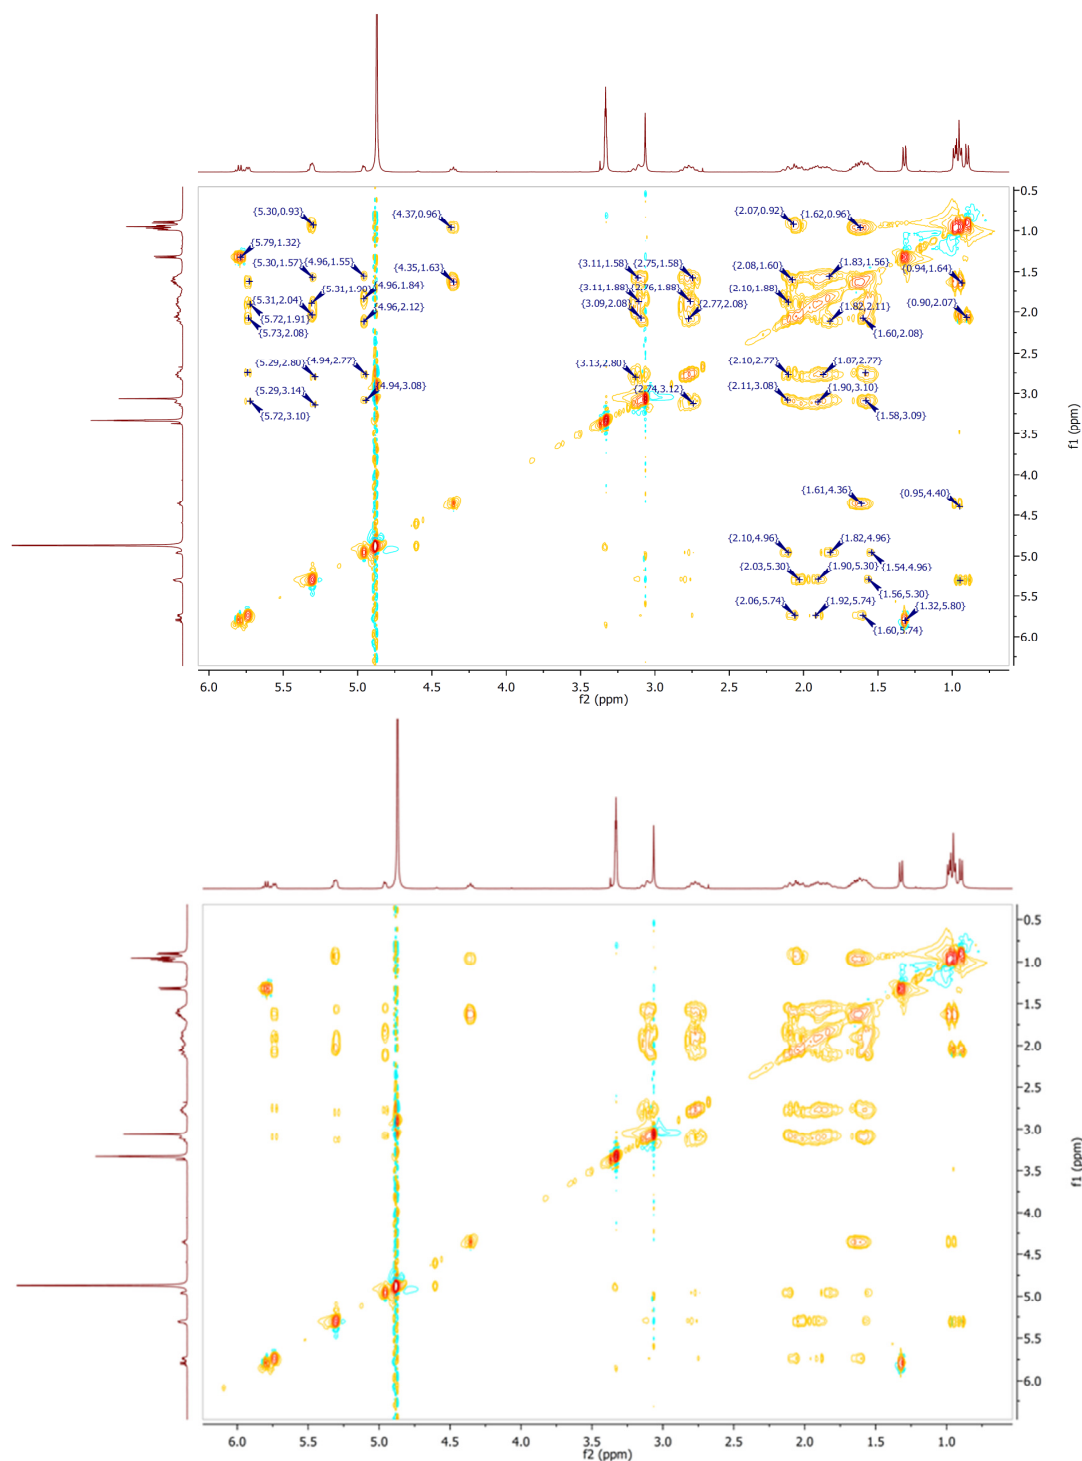 {5.30,0.93} {4.37,0.96} {2.07,0.92} {1.62,0.96}
{5.79,1.32}
{5.30,1.57} {4.96,1.55} {3.11,1.58} {2.75,1.58} {2.08,1.60} {1.83,1.56} {0.94,1.64}
{4.35,1.63}
{5.31,1.90} {4.96,1.84} {3.11,1.88} {2.76,1.88} {2.10,1.88}
{5.31,2.04} {4.96,2.12} {3.09,2.08} {2.77,2.08} {1.82,2.11} {0.90,2.07}
{5.72,1.91}
{5.73,2.08} {1.60,2.08}
{5.29,2.80} {4.94,2.77} {3.13,2.80} {2.10,2.77} {1.87,2.77}
{5.29,3.14} {4.94,3.08} {2.74,3.12} {2.11,3.08} {1.90,3.10} {1.58,3.09}
{5.72,3.10}
{1.61,4.36} {0.95,4.40}
{2.10,4.96} {1.82,4.96}
{2.03,5.30} {1.90,5.30} {1.54,4.96}
{1.56,5.30}
{2.06,5.74} {1.92,5.74} {1.32,5.80}
{1.60,5.74}
0.5
1.0
1.5
2.0
2.5
3.0
3.5
4.0
4.5
5.0
5.5
6.0
f1 (ppm)
6.0 5.5 5.0 4.5 4.0 3.5 3.0 2.5 2.0 1.5 1.0
f2 (ppm)
0.5
1.0
1.5
2.0
2.5
3.0
3.5
4.0
4.5
5.0
5.5
6.0
f1 (ppm)
6.0 5.5 5.0 4.5 4.0 3.5 3.0 2.5 2.0 1.5 1.0
f2 (ppm)